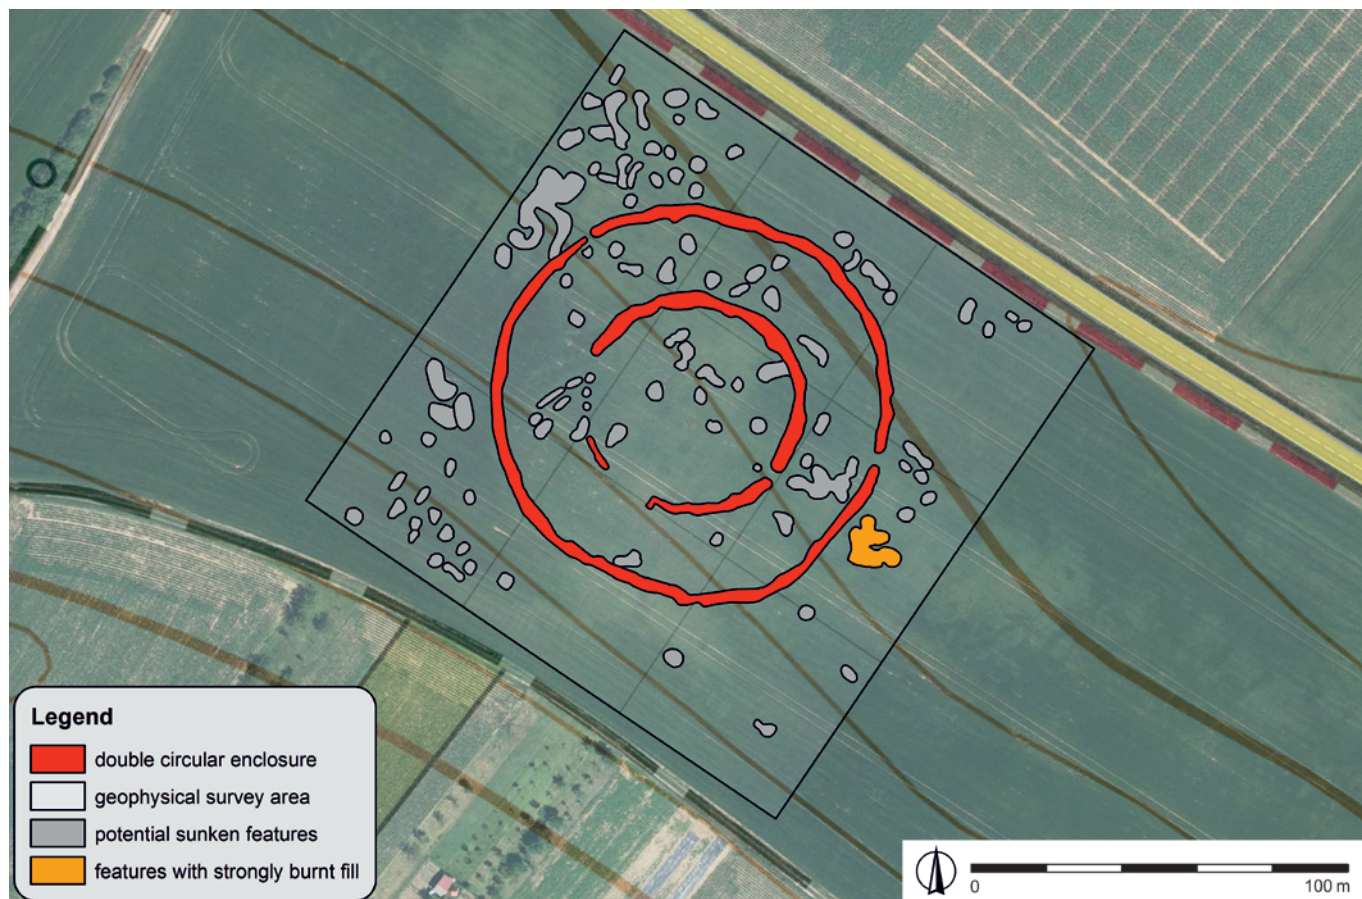 Legend
double circular enclosure
geophysical survey area
potential sunken features
features with strongly burnt fill
0 100 m